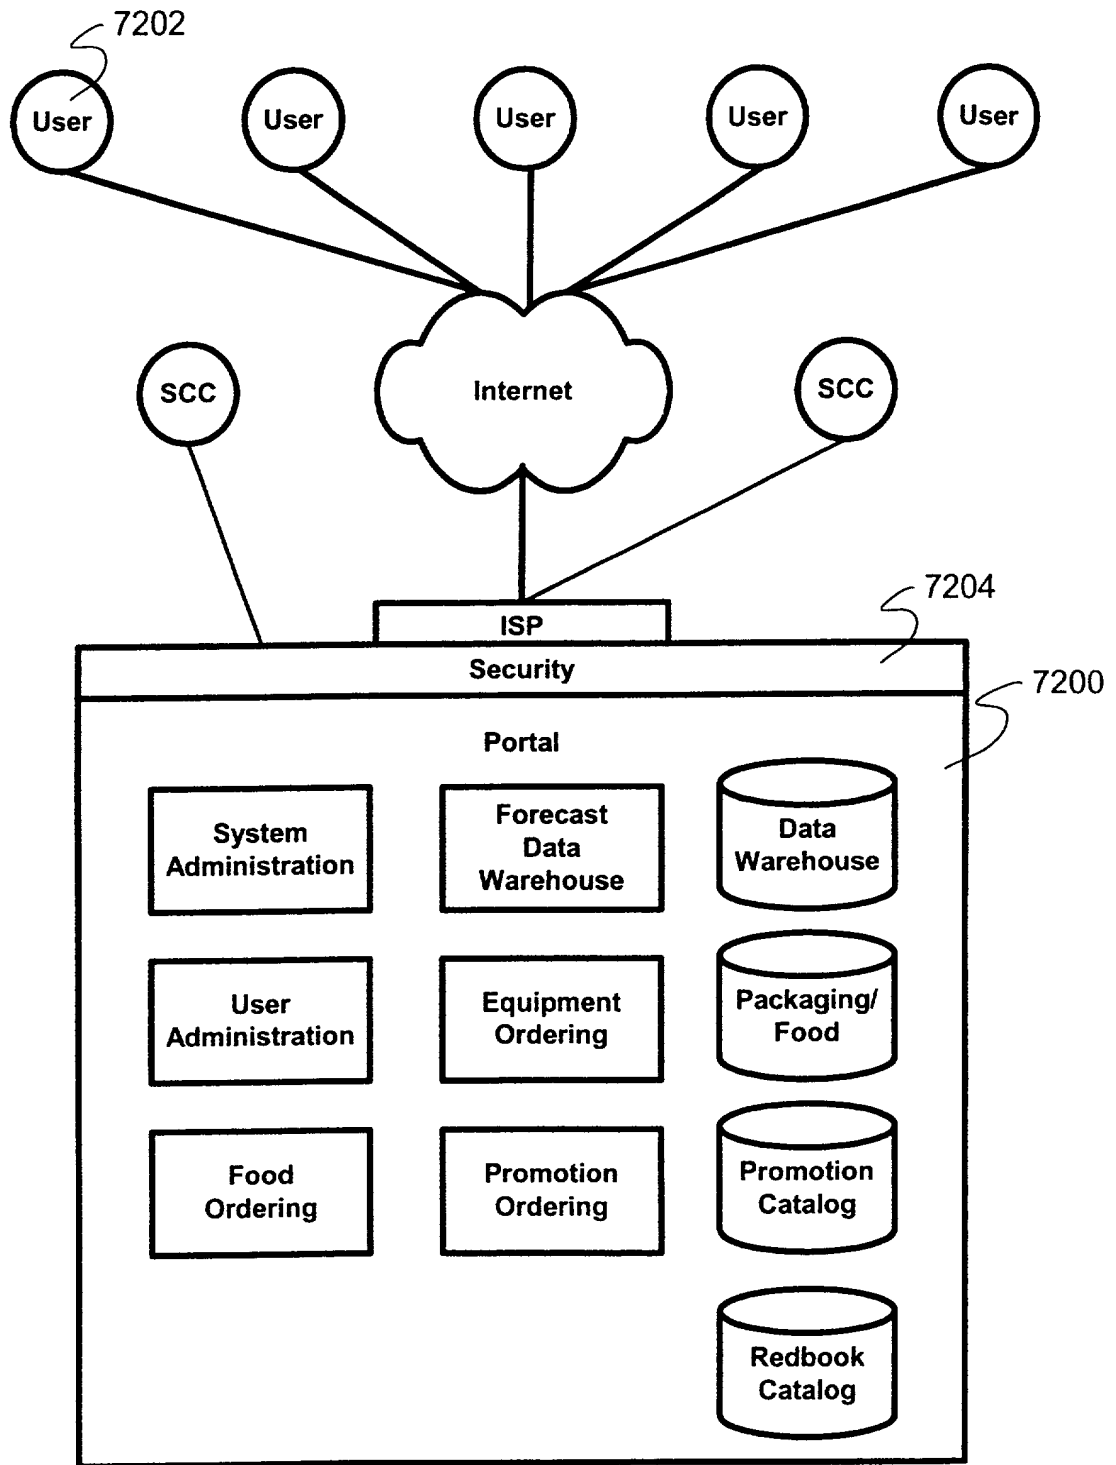 7202
User
User
User
User
User
SCC
Internet
SCC
7204
ISP
Security
7200
Portal
System
Administration
Forecast
Data
Warehouse
Data
Warehouse
User
Administration
Equipment
Ordering
Packaging/
Food
Food
Ordering
Promotion
Ordering
Promotion
Catalog
Redbook
Catalog